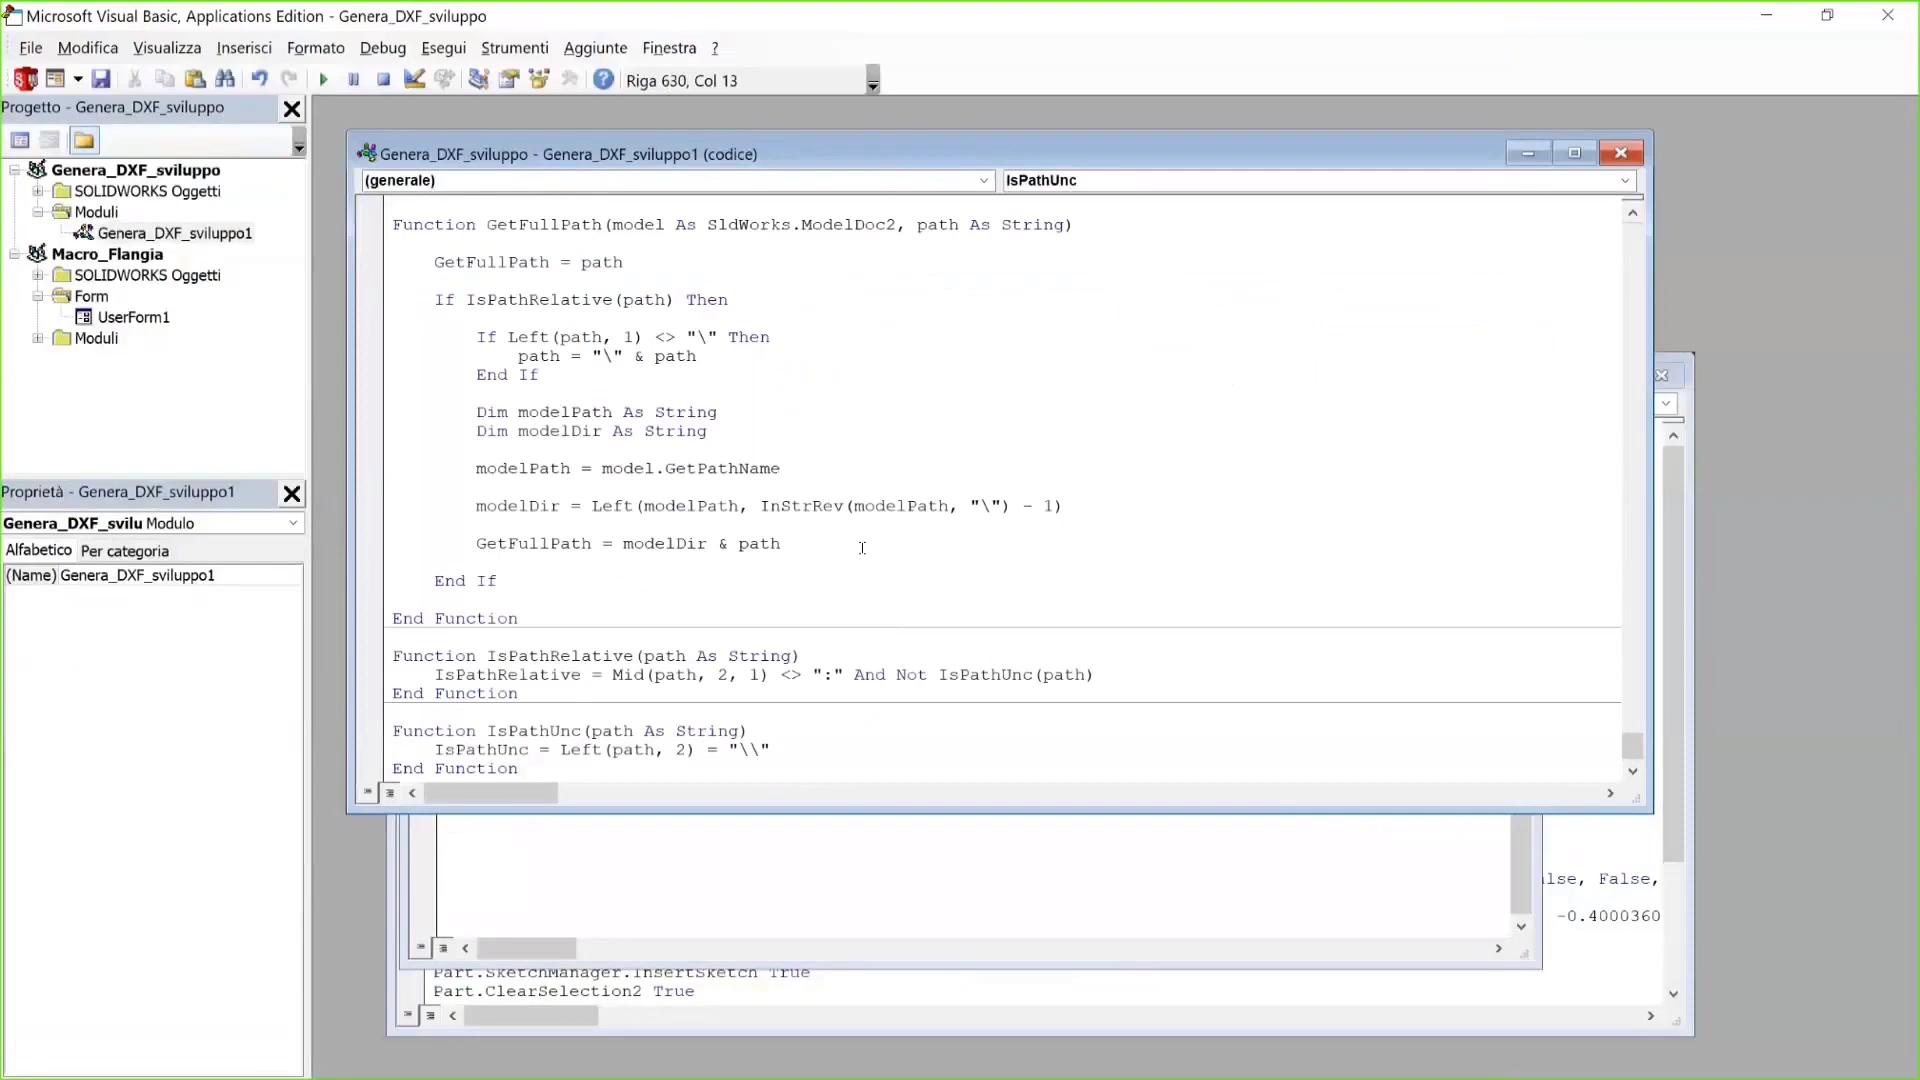 Microsoft Visual Basic, Applications Edition - Genera_DXF_sviluppo
File Modifica Visualizza Inserisci Formato Debug Esegui Strumenti Aggiunte Finestra ?
Riga 630, Col 13
Progetto - Genera_DXF_sviluppo
Genera_DXF_sviluppo
SOLIDWORKS Oggetti
Moduli
Genera_DXF_sviluppo1
Macro_Flangia
SOLIDWORKS Oggetti
Form
UserForm1
Moduli
Proprietà - Genera_DXF_sviluppo1
Genera_DXF_svilu Modulo
Alfabetico Per categoria
(Name) Genera_DXF_sviluppo1
Genera_DXF_sviluppo - Genera_DXF_sviluppo1 (codice)
(generale) IsPathUnc
Function GetFullPath(model As SldWorks.ModelDoc2, path As String)
GetFullPath = path
If IsPathRelative(path) Then
If Left(path, 1) <> "\" Then
path = "\" & path
End If
Dim modelPath As String
Dim modelDir As String
modelPath = model.GetPathName
modelDir = Left(modelPath, InStrRev(modelPath, "\") - 1)
GetFullPath = modelDir & path
End If
End Function
Function IsPathRelative(path As String)
IsPathRelative = Mid(path, 2, 1) <> ":" And Not IsPathUnc(path)
End Function
Function IsPathUnc(path As String)
IsPathUnc = Left(path, 2) = "\\"
End Function
alse, False,
-0.4000360
Part.SketchManager.InsertSketch True
Part.ClearSelection2 True